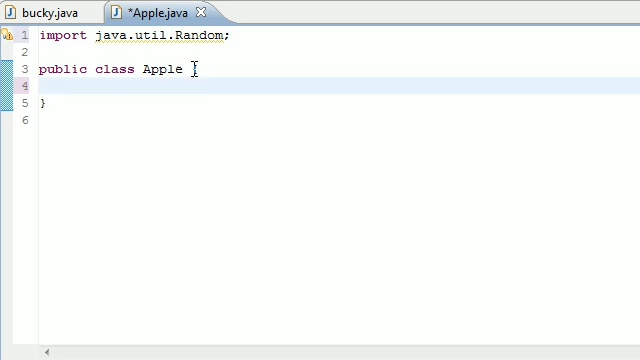 bucky.java
*Apple.java
1 import java.util.Random;
2
3 public class Apple {
4
5 }
6